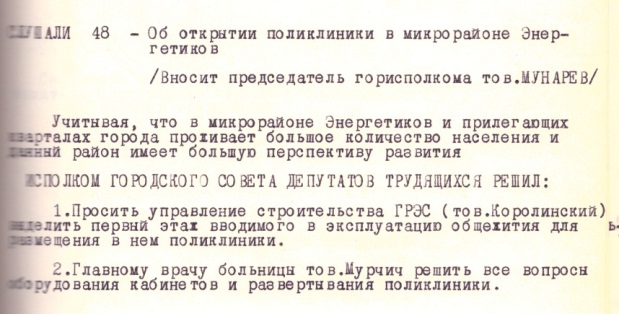 СЛУШАЛИ 48 - Об открытии поликлиники в микрорайоне Энер-
гетиков
/Вносит председатель горисполкома тов.МУНАРЕВ/
Учитывая, что в микрорайоне Энергетиков и прилегающих
кварталах города проживает большое количество населения и
данный район имеет большую перспективу развития
ИСПОЛКОМ ГОРОДСКОГО СОВЕТА ДЕПУТАТОВ ТРУДЯЩИХСЯ РЕШИЛ:
1.Просить управление строительства ГРЭС (тов.Королинский)
выделить первый этаж вводимого в эксплуатацию общежития для
размещения в нем поликлиники.
2.Главному врачу больницы тов.Мурчич решить все вопросы
оборудования кабинетов и развертывания поликлиники.